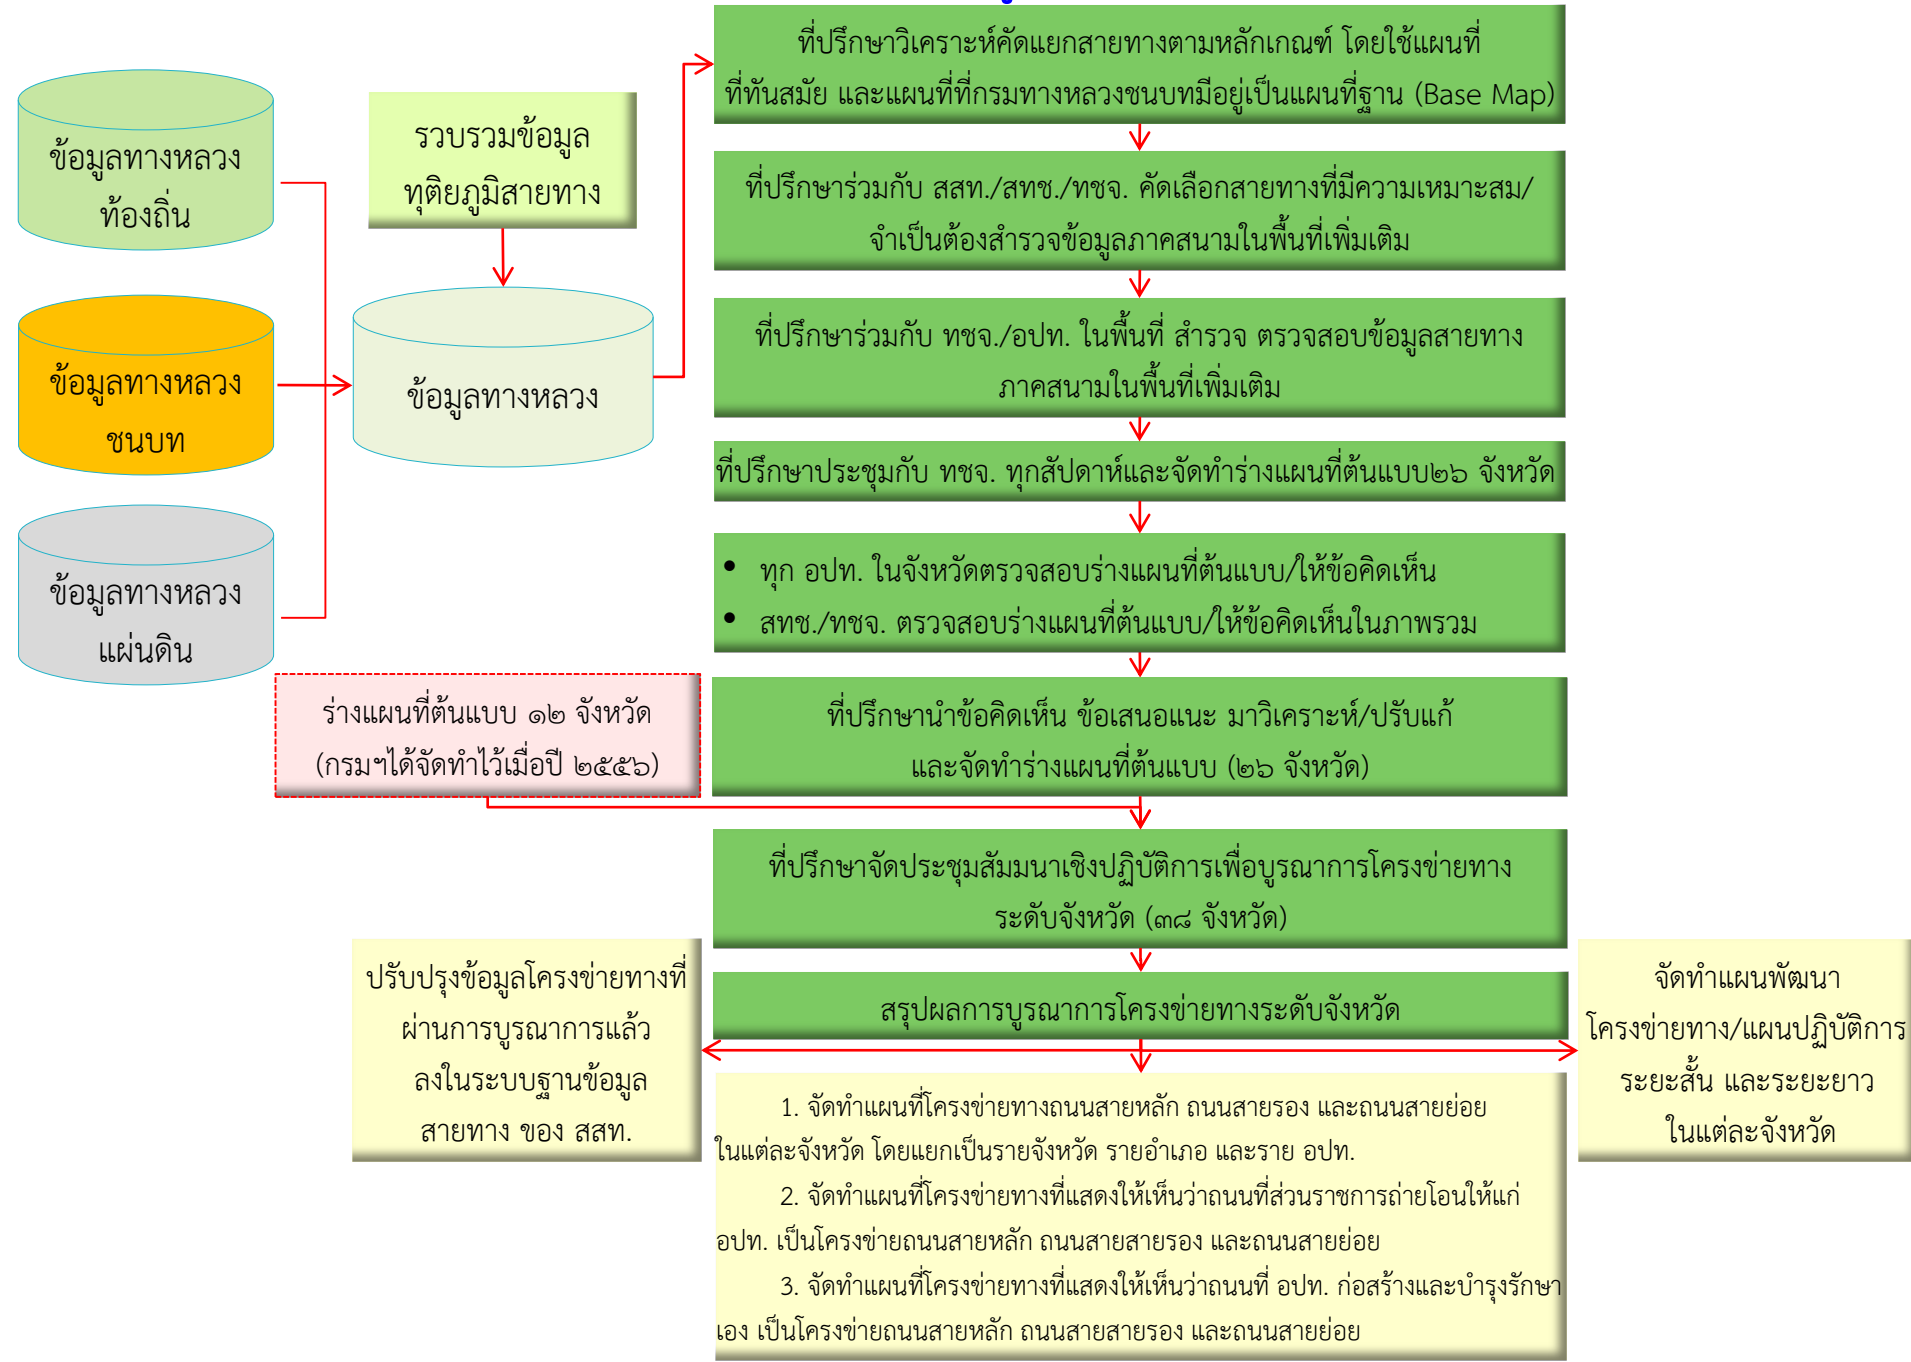 ข้อมูลทางหลวง
ท้องถิ่น
ข้อมูลทางหลวง
ชนบท
ข้อมูลทางหลวง
แผ่นดิน
รวบรวมข้อมูล
ทุติยภูมิสายทาง
ข้อมูลทางหลวง
ที่ปรึกษาวิเคราะห์คัดแยกสายทางตามหลักเกณฑ์ โดยใช้แผนที่
ที่ทันสมัย และแผนที่ที่กรมทางหลวงชนบทมีอยู่เป็นแผนที่ฐาน (Base Map)
ที่ปรึกษาร่วมกับ สสท./สทช./ทชจ. คัดเลือกสายทางที่มีความเหมาะสม/
จำเป็นต้องสำรวจข้อมูลภาคสนามในพื้นที่เพิ่มเติม
ที่ปรึกษาร่วมกับ ทชจ./อปท. ในพื้นที่ สำรวจ ตรวจสอบข้อมูลสายทาง
ภาคสนามในพื้นที่เพิ่มเติม
ที่ปรึกษาประชุมกับ ทชจ. ทุกสัปดาห์และจัดทำร่างแผนที่ต้นแบบ๒๖ จังหวัด
• ทุก อปท. ในจังหวัดตรวจสอบร่างแผนที่ต้นแบบ/ให้ข้อคิดเห็น
• สทช./ทชจ. ตรวจสอบร่างแผนที่ต้นแบบ/ให้ข้อคิดเห็นในภาพรวม
ร่างแผนที่ต้นแบบ ๑๒ จังหวัด
(กรมฯได้จัดทำไว้เมื่อปี ๒๕๕๖)
ที่ปรึกษานำข้อคิดเห็น ข้อเสนอแนะ มาวิเคราะห์/ปรับแก้
และจัดทำร่างแผนที่ต้นแบบ (๒๖ จังหวัด)
ที่ปรึกษาจัดประชุมสัมมนาเชิงปฏิบัติการเพื่อบูรณาการโครงข่ายทาง
ระดับจังหวัด (๓๘ จังหวัด)
สรุปผลการบูรณาการโครงข่ายทางระดับจังหวัด
ปรับปรุงข้อมูลโครงข่ายทางที่
ผ่านการบูรณาการแล้ว
ลงในระบบฐานข้อมูล
สายทาง ของ สสท.
1. จัดทำแผนที่โครงข่ายทางถนนสายหลัก ถนนสายรอง และถนนสายย่อย
ในแต่ละจังหวัด โดยแยกเป็นรายจังหวัด รายอำเภอ และราย อปท.
2. จัดทำแผนที่โครงข่ายทางที่แสดงให้เห็นว่าถนนที่ส่วนราชการถ่ายโอนให้แก่
อปท. เป็นโครงข่ายถนนสายหลัก ถนนสายสายรอง และถนนสายย่อย
3. จัดทำแผนที่โครงข่ายทางที่แสดงให้เห็นว่าถนนที่ อปท. ก่อสร้างและบำรุงรักษา
เอง เป็นโครงข่ายถนนสายหลัก ถนนสายสายรอง และถนนสายย่อย
จัดทำแผนพัฒนา
โครงข่ายทาง/แผนปฏิบัติการ
ระยะสั้น และระยะยาว
ในแต่ละจังหวัด